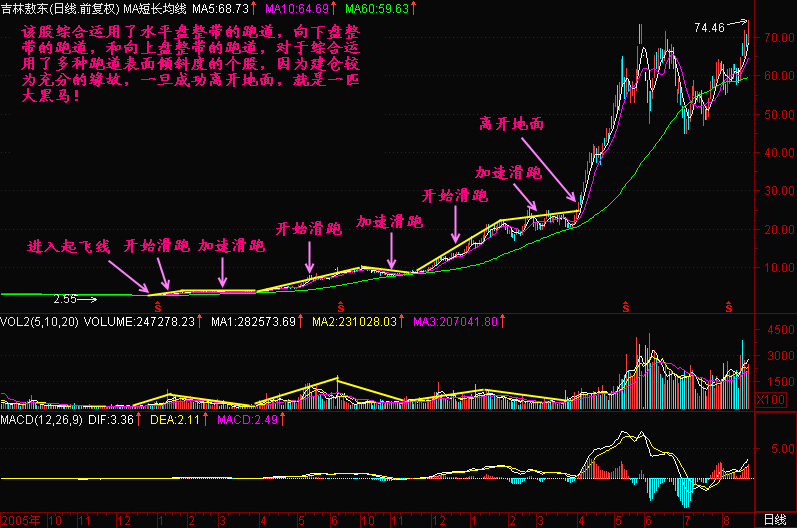 吉林敖东(日线.前复权) MA短长均线 MA5:68.73↑ MA10:64.69↑ MA60:59.63↑
该股综合运用了水平盘整带的跑道，向下盘整
带的跑道，和向上盘整带的跑道，对于综合运
用了多种跑道表面倾斜度的个股，因为建仓较
为充分的缘故，一旦成功离开地面，就是一匹
大黑马！
74.46
70.00
60.00
50.00
40.00
30.00
20.00
10.00
离开地面
加速滑跑
开始滑跑
加速滑跑
开始滑跑
进入起飞线 开始滑跑 加速滑跑
2.55
S S S S
VOL2(5,10,20) VOLUME:247278.23↑ MA1:282573.69↑ MA2:231028.03↑ MA3:207041.80↑
4500
3000
1500
X100
MACD(12,26,9) DIF:3.36↑ DEA:2.11↑ MACD:2.49↑
5.00
2005年 10 11 12 1 2 3 4 5 6 10 11 12 1 2 3 4 5 6 7 8 日线